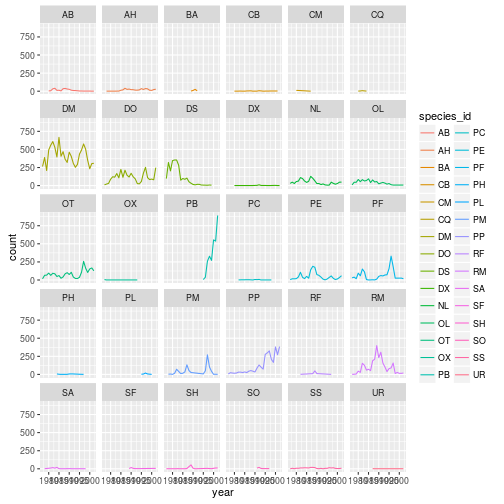 AB AH BA CB CM CQ
750
500
250
0
DM DO DS DX NL OL
750
500
250
0
OT OX PB PC PE PF
750
500
250
0
PH PL PM PP RF RM
750
500
250
0
SA SF SH SO SS UR
750
500
250
0
count
year
species_id
AB PC
AH PE
BA PF
CB PH
CM PL
CQ PM
DM PP
DO RF
DS RM
DX SA
NL SF
OL SH
OT SO
OX SS
PB UR